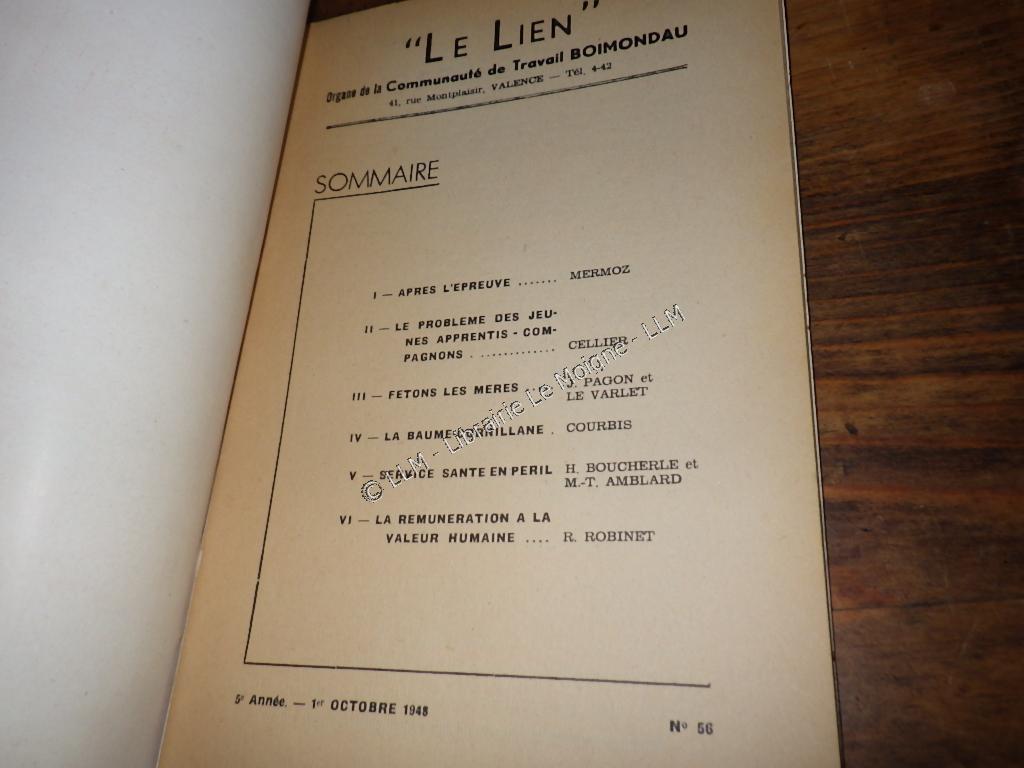 "LE LIEN"
Organe de la Communauté de Travail BOIMONDAU
41, rue Montplaisir, VALENCE — Tél. 4-42
SOMMAIRE
I — APRES L'EPREUVE ....... MERMOZ
II — LE PROBLEME DES JEU-
NES APPRENTIS - COM-
PAGNONS . ............. CELLIER
III — FETONS LES MERES PAGON et
LE VARLET
IV — LA BAUME . COURBIS
V — SERVICE SANTE EN PERIL H. BOUCHERLE et
M.-T. AMBLARD
VI — LA REMUNERATION A LA
VALEUR HUMAINE .... R. ROBINET
5e Année. — 1er OCTOBRE 1948
No 56
© LLM - Librairie Le Moigne - LLM